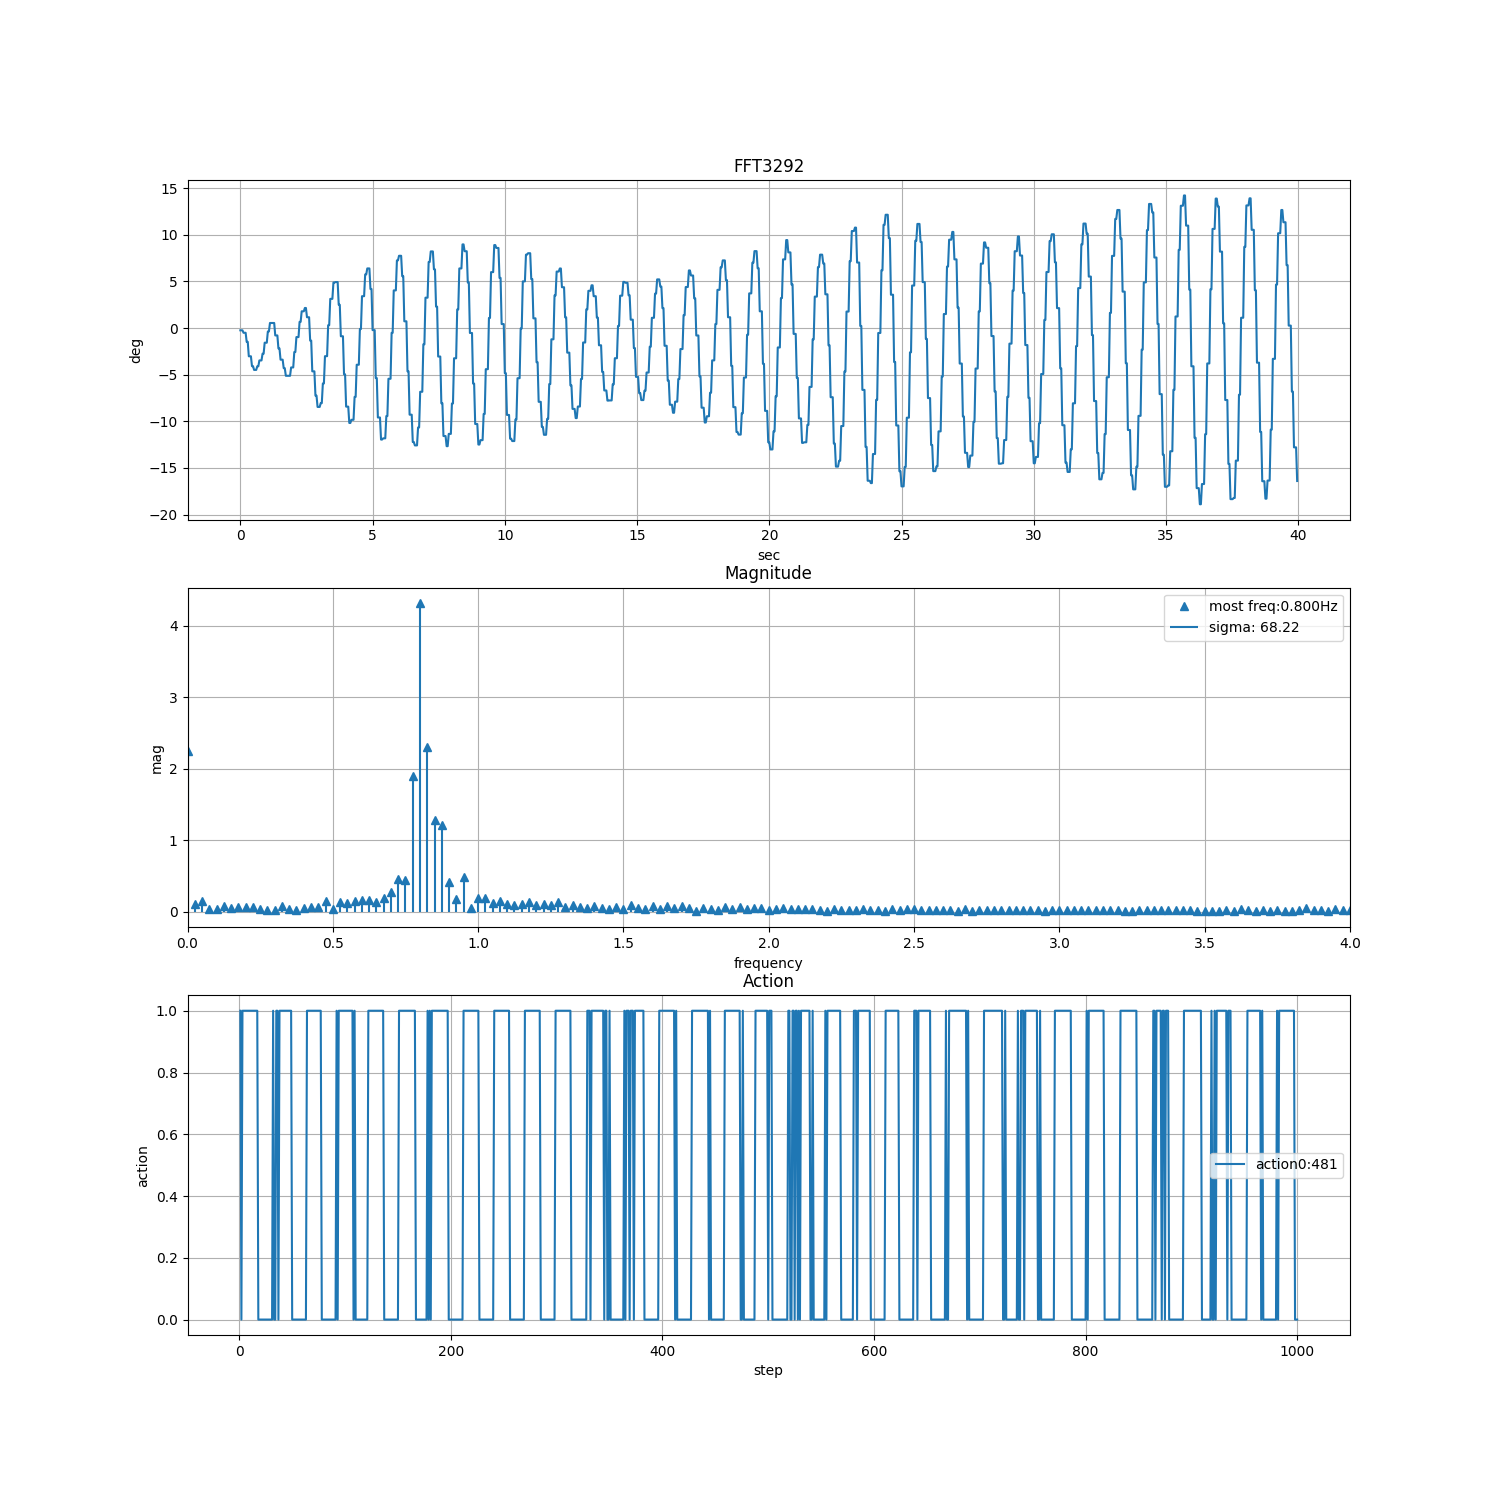 FFT3292
15
10
5
0
−5
−10
−15
−20
deg
0 5 10 15 20 25 30 35 40
sec
Magnitude
most freq:0.800Hz
sigma: 68.22
4
3
2
1
0
mag
0.0 0.5 1.0 1.5 2.0 2.5 3.0 3.5 4.0
frequency
Action
1.0
0.8
0.6
0.4
0.2
0.0
action
action0:481
0 200 400 600 800 1000
step